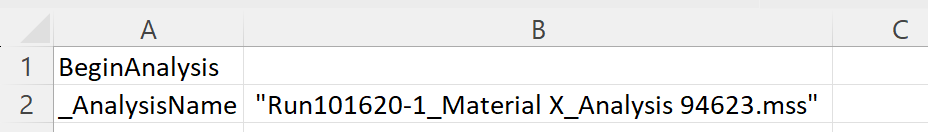 A B C
1 BeginAnalysis
2 _AnalysisName "Run101620-1_Material X_Analysis 94623.mss"